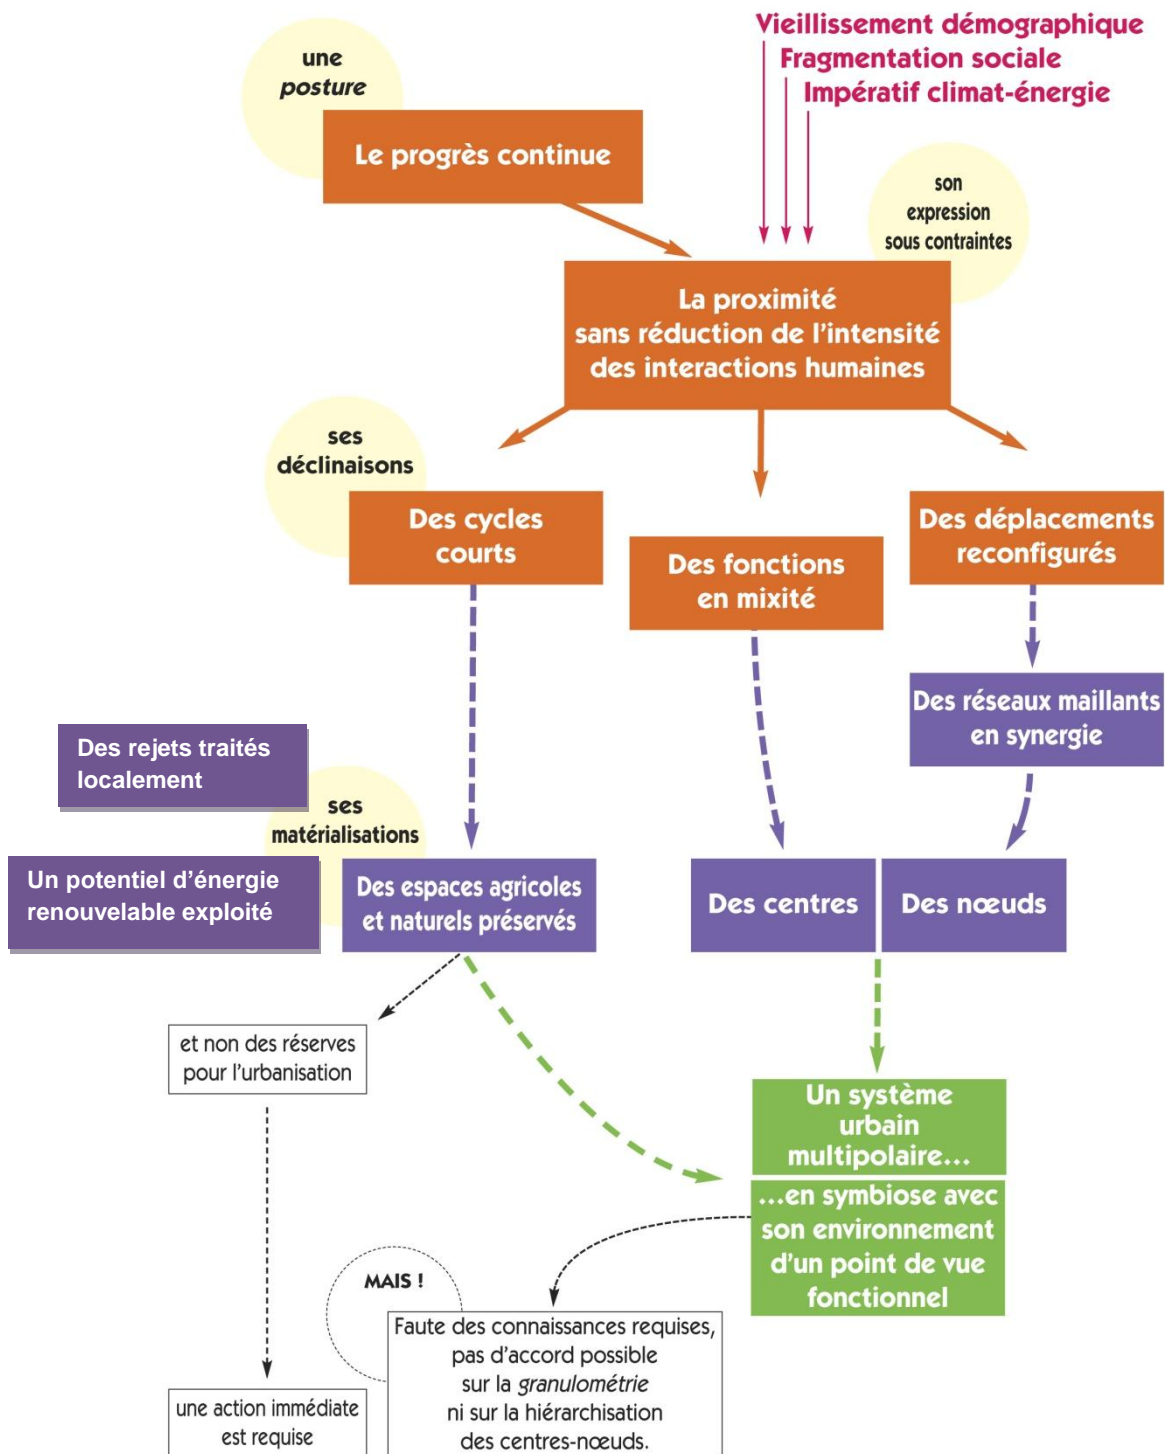 Vieillissement démographique
Fragmentation sociale
Impératif climat-énergie
une
posture
Le progrès continue
son
expression
sous contraintes
La proximité
sans réduction de l'intensité
des interactions humaines
ses
déclinaisons
Des cycles
courts
Des fonctions
en mixité
Des déplacements
reconfigurés
Des réseaux maillants
en synergie
Des rejets traités
localement
ses
matérialisations
Un potentiel d'énergie
renouvelable exploité
Des espaces agricoles
et naturels préservés
Des centres
Des nœuds
et non des réserves
pour l'urbanisation
Un système
urbain
multipolaire...
...en symbiose avec
son environnement
d'un point de vue
fonctionnel
MAIS !
Faute des connaissances requises,
pas d'accord possible
sur la granulométrie
ni sur la hiérarchisation
des centres-nœuds.
une action immédiate
est requise